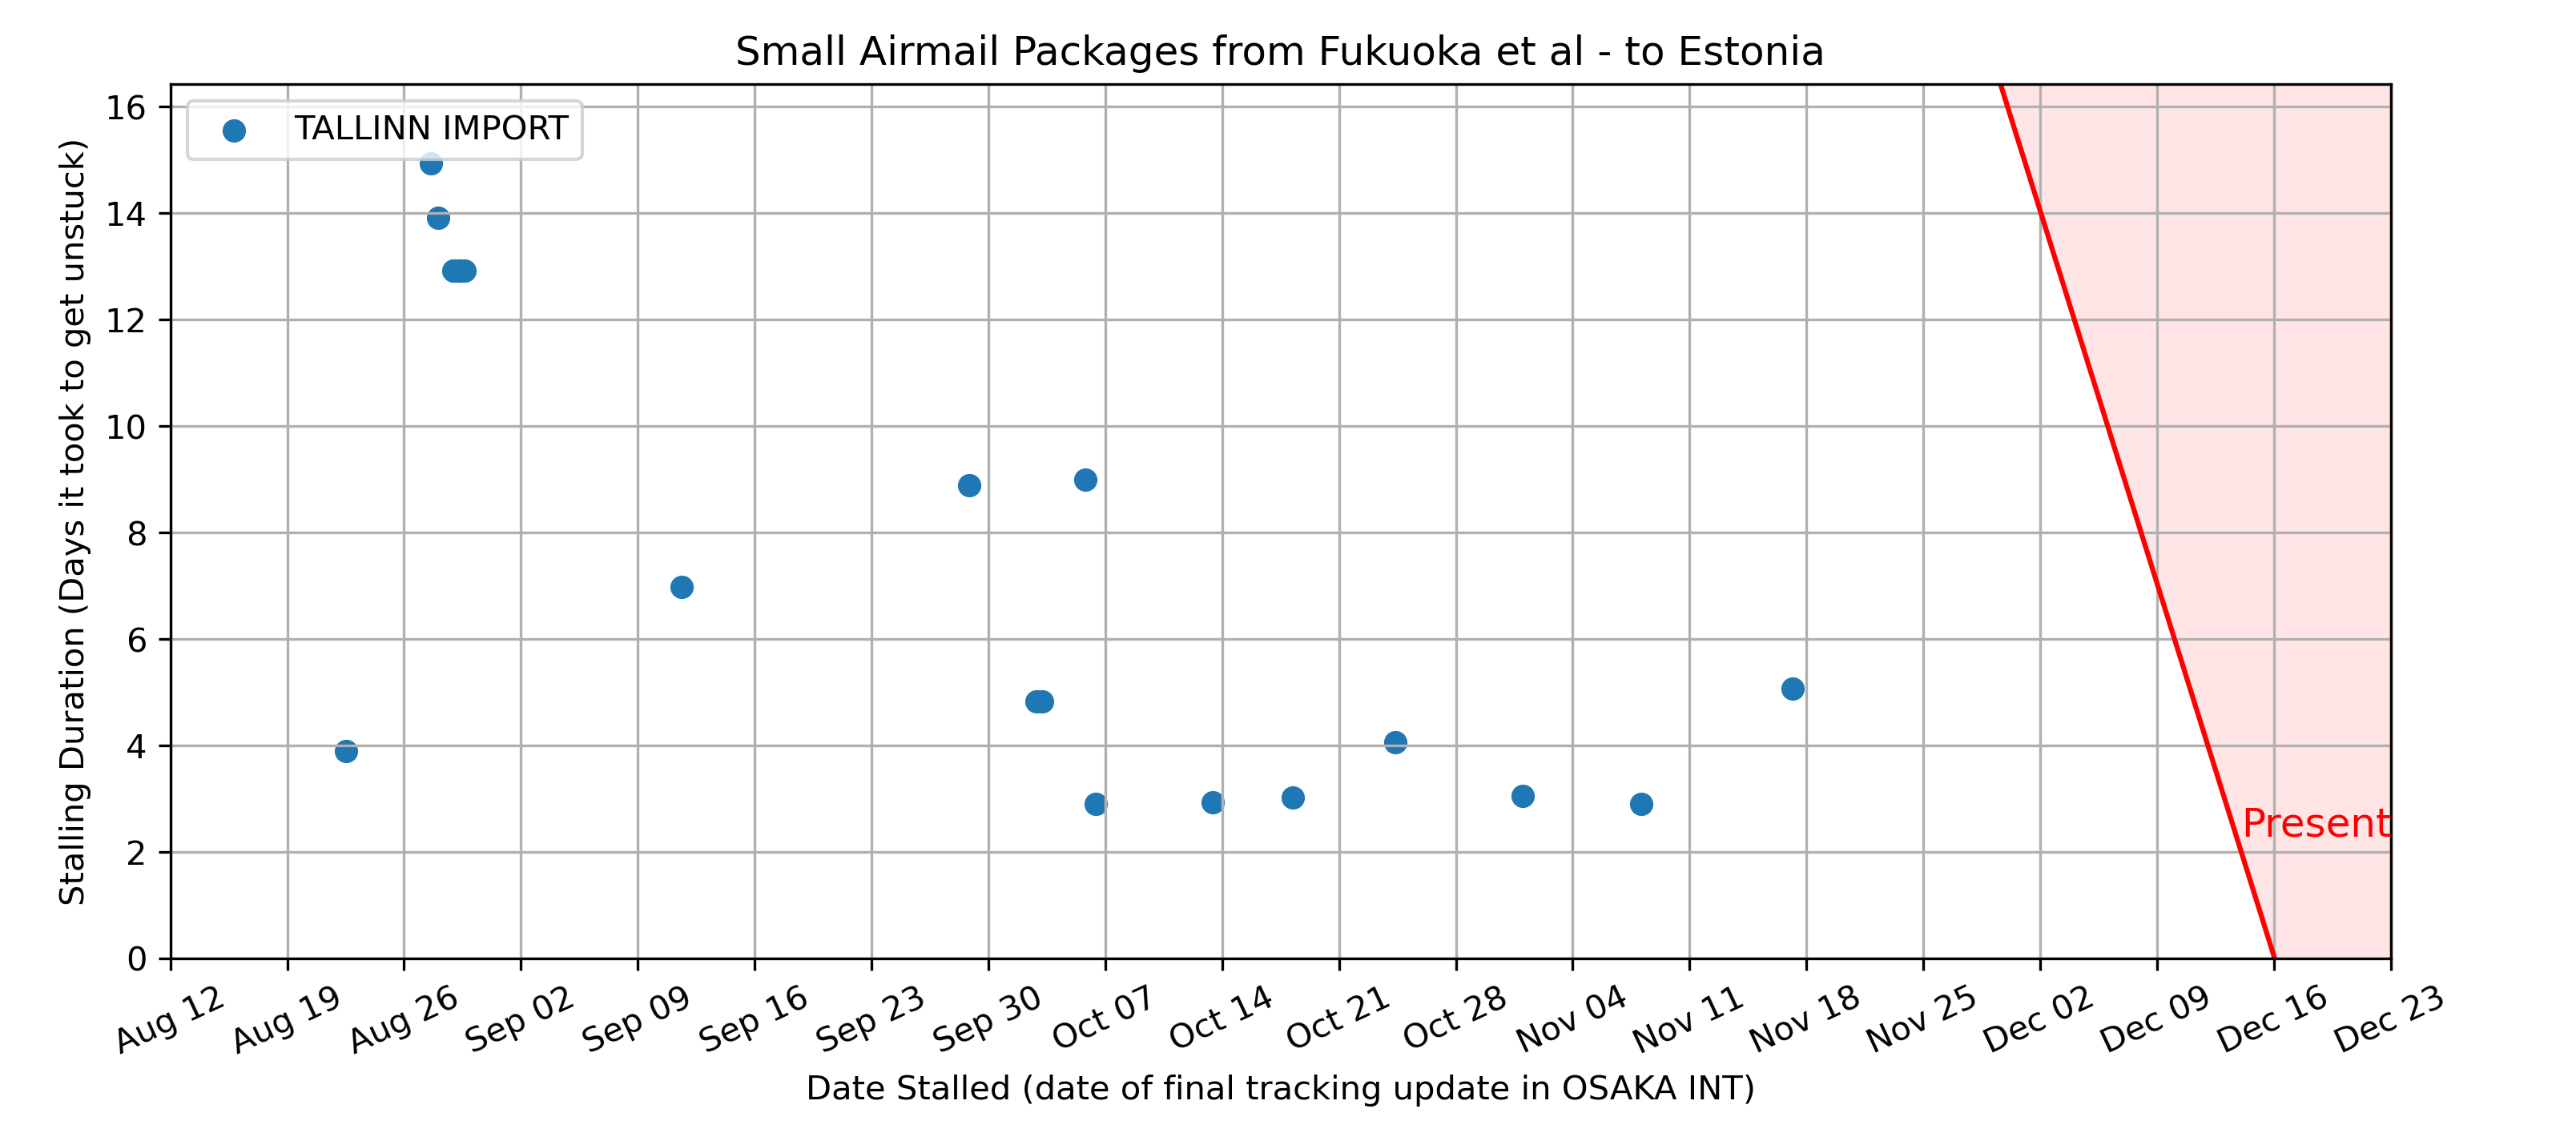 Small Airmail Packages from Fukuoka et al - to Estonia
TALLINN IMPORT
Stalling Duration (Days it took to get unstuck)
16
14
12
10
8
6
4
2
0
Present
Aug 12 Aug 19 Aug 26 Sep 02 Sep 09 Sep 16 Sep 23 Sep 30 Oct 07 Oct 14 Oct 21 Oct 28 Nov 04 Nov 11 Nov 18 Nov 25 Dec 02 Dec 09 Dec 16 Dec 23
Date Stalled (date of final tracking update in OSAKA INT)